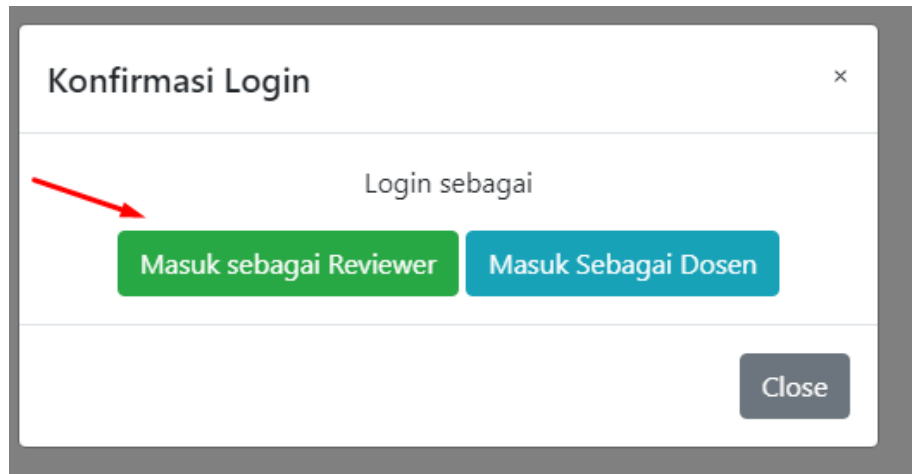 Konfirmasi Login
×
Login sebagai
Masuk sebagai Reviewer
Masuk Sebagai Dosen
Close